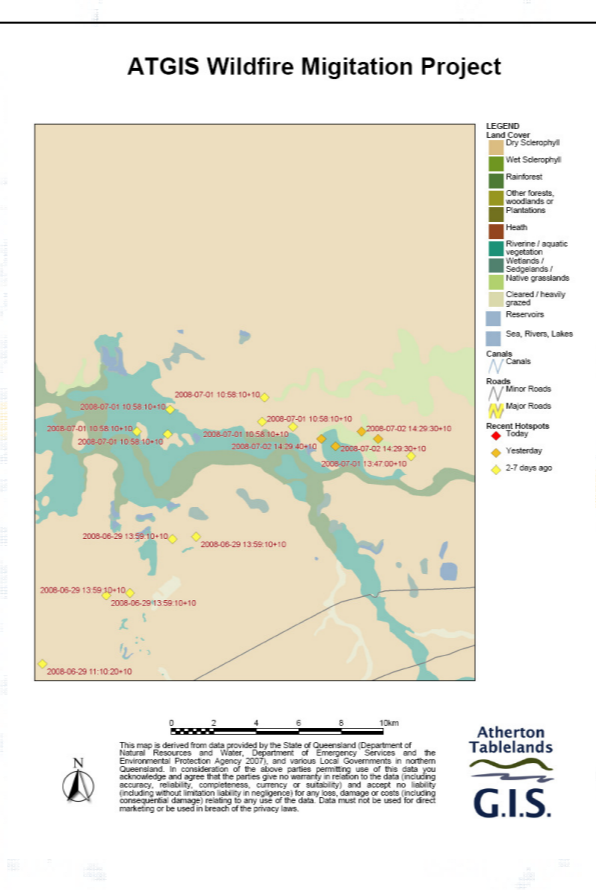 ATGIS Wildfire Migitation Project
LEGEND
Land Cover
Dry Sclerophyll
Wet Sclerophyll
Rainforest
Other forests,
woodlands or
Plantations
Heath
Riverine / aquatic
vegetation
Wetlands /
Sedgelands /
Native grasslands
Cleared / heavily
grazed
Reservoirs
Sea, Rivers, Lakes
Canals
Canals
Roads
Minor Roads
Major Roads
Recent Hotspots
Today
Yesterday
2-7 days ago
2008-07-01 10:58:10+10
2008-07-01 10:58:10+10
2008-07-01 10:58:10+10
2008-07-01 10:58:10+10
2008-07-01 10:58:10+10
2008-07-01 10:58:10+10
2008-07-02 14:29:30+10
2008-07-02 14:29:40+10
2008-07-02 14:29:30+10
2008-07-01 13:47:00+10
2008-06-29 13:59:10+10
2008-06-29 13:59:10+10
2008-06-29 13:59:10+10
2008-06-29 13:59:10+10
2008-06-29 11:10:20+10
0 2 4 6 8 10km
N
This map is derived from data provided by the State of Queensland (Department of
Natural Resources and Water, Department of Emergency Services and the
Environmental Protection Agency 2007), and various Local Governments in northern
Queensland. In consideration of the above parties permitting use of this data you
acknowledge and agree that the parties give no warranty in relation to the data (including
accuracy, reliability, completeness, currency or suitability) and accept no liability
(including without limitation liability in negligence) for any loss, damage or costs (including
consequential damage) relating to any use of the data. Data must not be used for direct
marketing or be used in breach of the privacy laws.
Atherton
Tablelands
G.I.S.